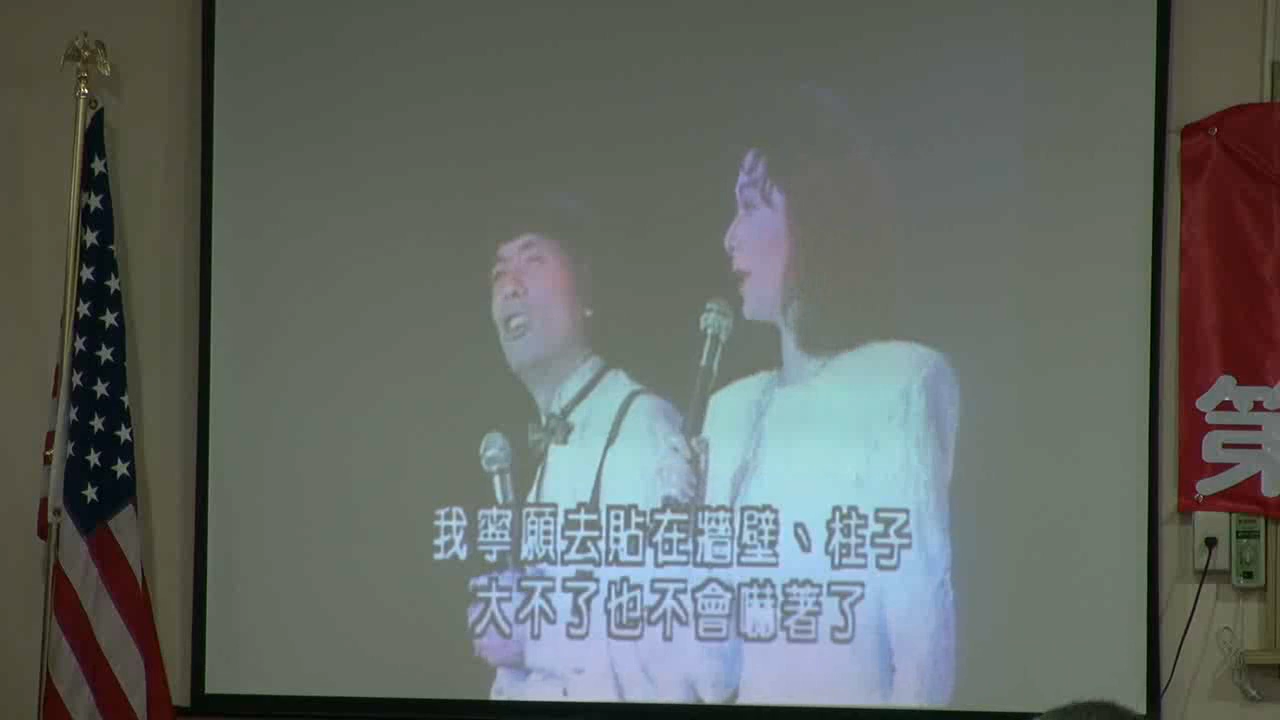 我寧願去貼在牆壁、柱子
大不了也不會嚇著了
第